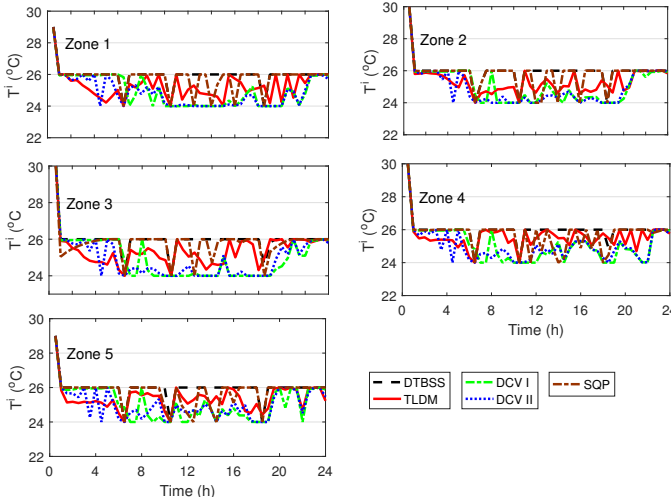 30
28
26
24
22
Tⁱ (°C)
Zone 1
30
28
26
24
22
Tⁱ (°C)
Zone 2
30
28
26
24
Tⁱ (°C
Zone 3
30
28
26
24
22
Tⁱ (°C)
Zone 4
0 4 8 12 16 20 24
Time (h)
30
28
26
24
22
Tⁱ (°C)
Zone 5
0 4 8 12 16 20 24
Time (h)
DTBSS
TLDM
DCV I
DCV II
SQP